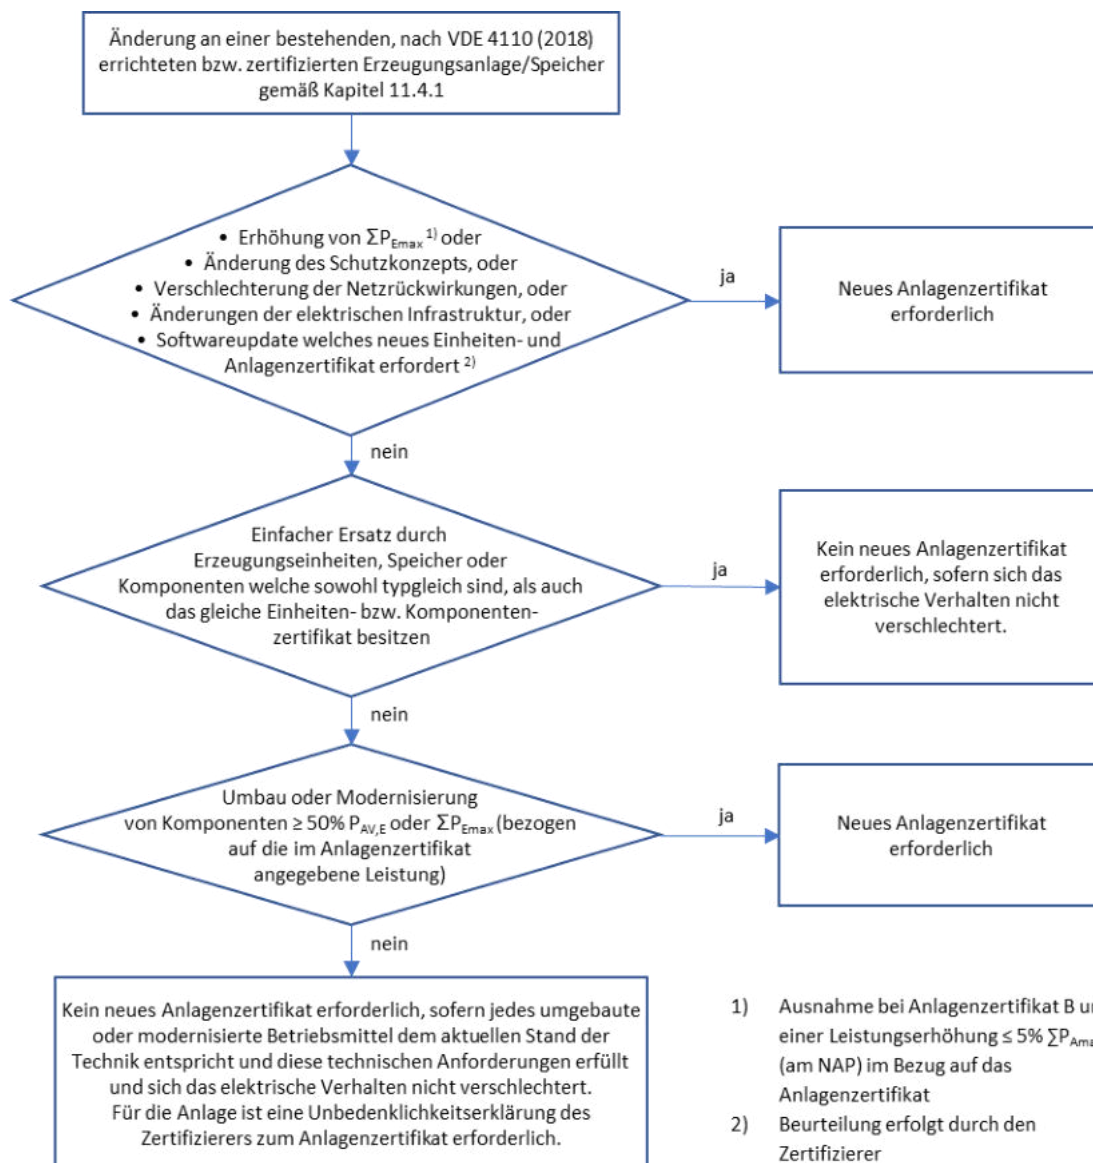 Änderung an einer bestehenden, nach VDE 4110 (2018)
errichteten bzw. zertifizierten Erzeugungsanlage/Speicher
gemäß Kapitel 11.4.1
• Erhöhung von ΣP_Emax ¹⁾ oder
• Änderung des Schutzkonzepts, oder
• Verschlechterung der Netzrückwirkungen, oder
• Änderungen der elektrischen Infrastruktur, oder
• Softwareupdate welches neues Einheiten- und
Anlagenzertifikat erfordert ²⁾
ja
Neues Anlagenzertifikat
erforderlich
nein
Einfacher Ersatz durch
Erzeugungseinheiten, Speicher oder
Komponenten welche sowohl typgleich sind, als auch
das gleiche Einheiten- bzw. Komponenten-
zertifikat besitzen
ja
Kein neues Anlagenzertifikat
erforderlich, sofern sich das
elektrische Verhalten nicht
verschlechtert.
nein
Umbau oder Modernisierung
von Komponenten ≥ 50% P_AV,E oder ΣP_Emax (bezogen
auf die im Anlagenzertifikat
angegebene Leistung)
ja
Neues Anlagenzertifikat
erforderlich
nein
Kein neues Anlagenzertifikat erforderlich, sofern jedes umgebaute
oder modernisierte Betriebsmittel dem aktuellen Stand der
Technik entspricht und diese technischen Anforderungen erfüllt
und sich das elektrische Verhalten nicht verschlechtert.
Für die Anlage ist eine Unbedenklichkeitserklärung des
Zertifizierers zum Anlagenzertifikat erforderlich.
1) Ausnahme bei Anlagenzertifikat B
einer Leistungserhöhung ≤ 5%
(am NAP) im Bezug auf das
Anlagenzertifikat
2) Beurteilung erfolgt durch den
Zertifizierer